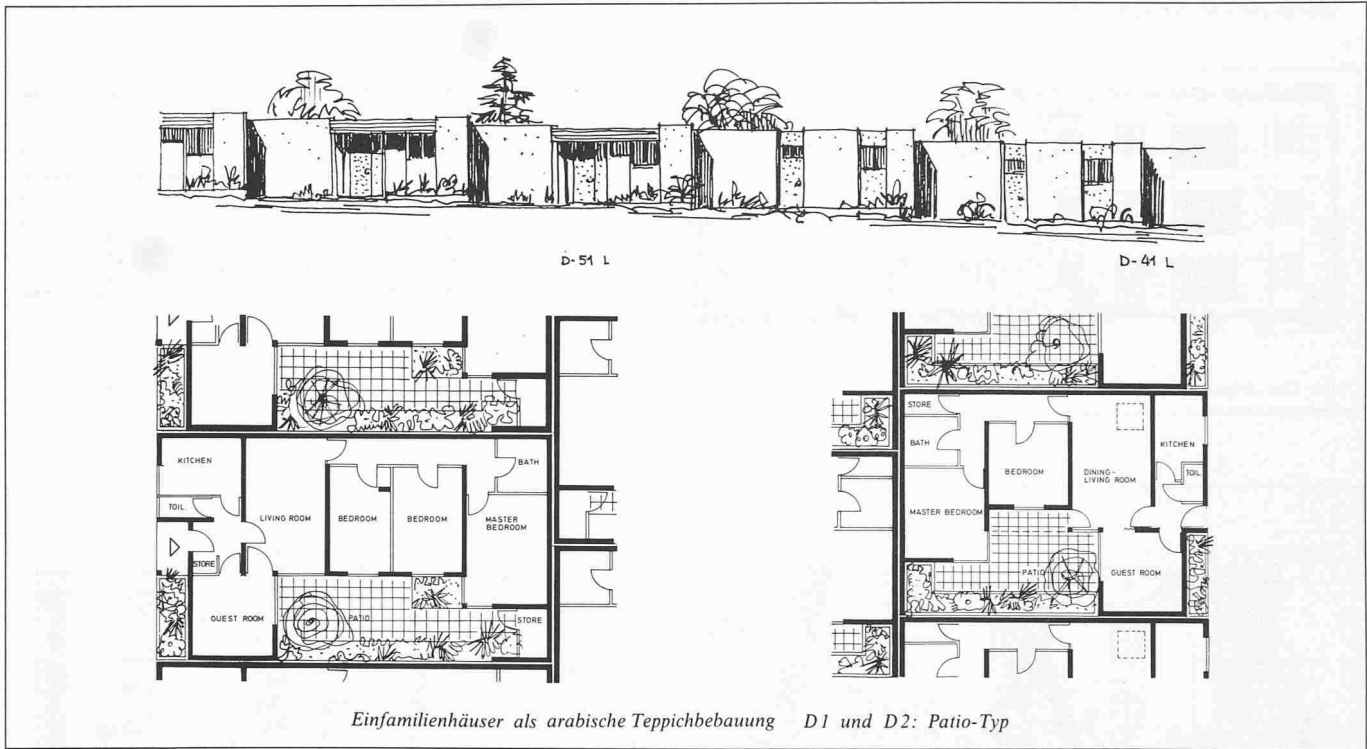 D-51 L
D-41 L
KITCHEN
TOIL.
LIVING ROOM
BEDROOM
BEDROOM
MASTER BEDROOM
BATH
STORE
GUEST ROOM
PATIO
STORE
STORE
BATH
BEDROOM
DINING-
LIVING ROOM
KITCHEN
TOIL.
MASTER BEDROOM
PATIO
GUEST ROOM
Einfamilienhäuser als arabische Teppichbebauung D1 und D2: Patio-Typ